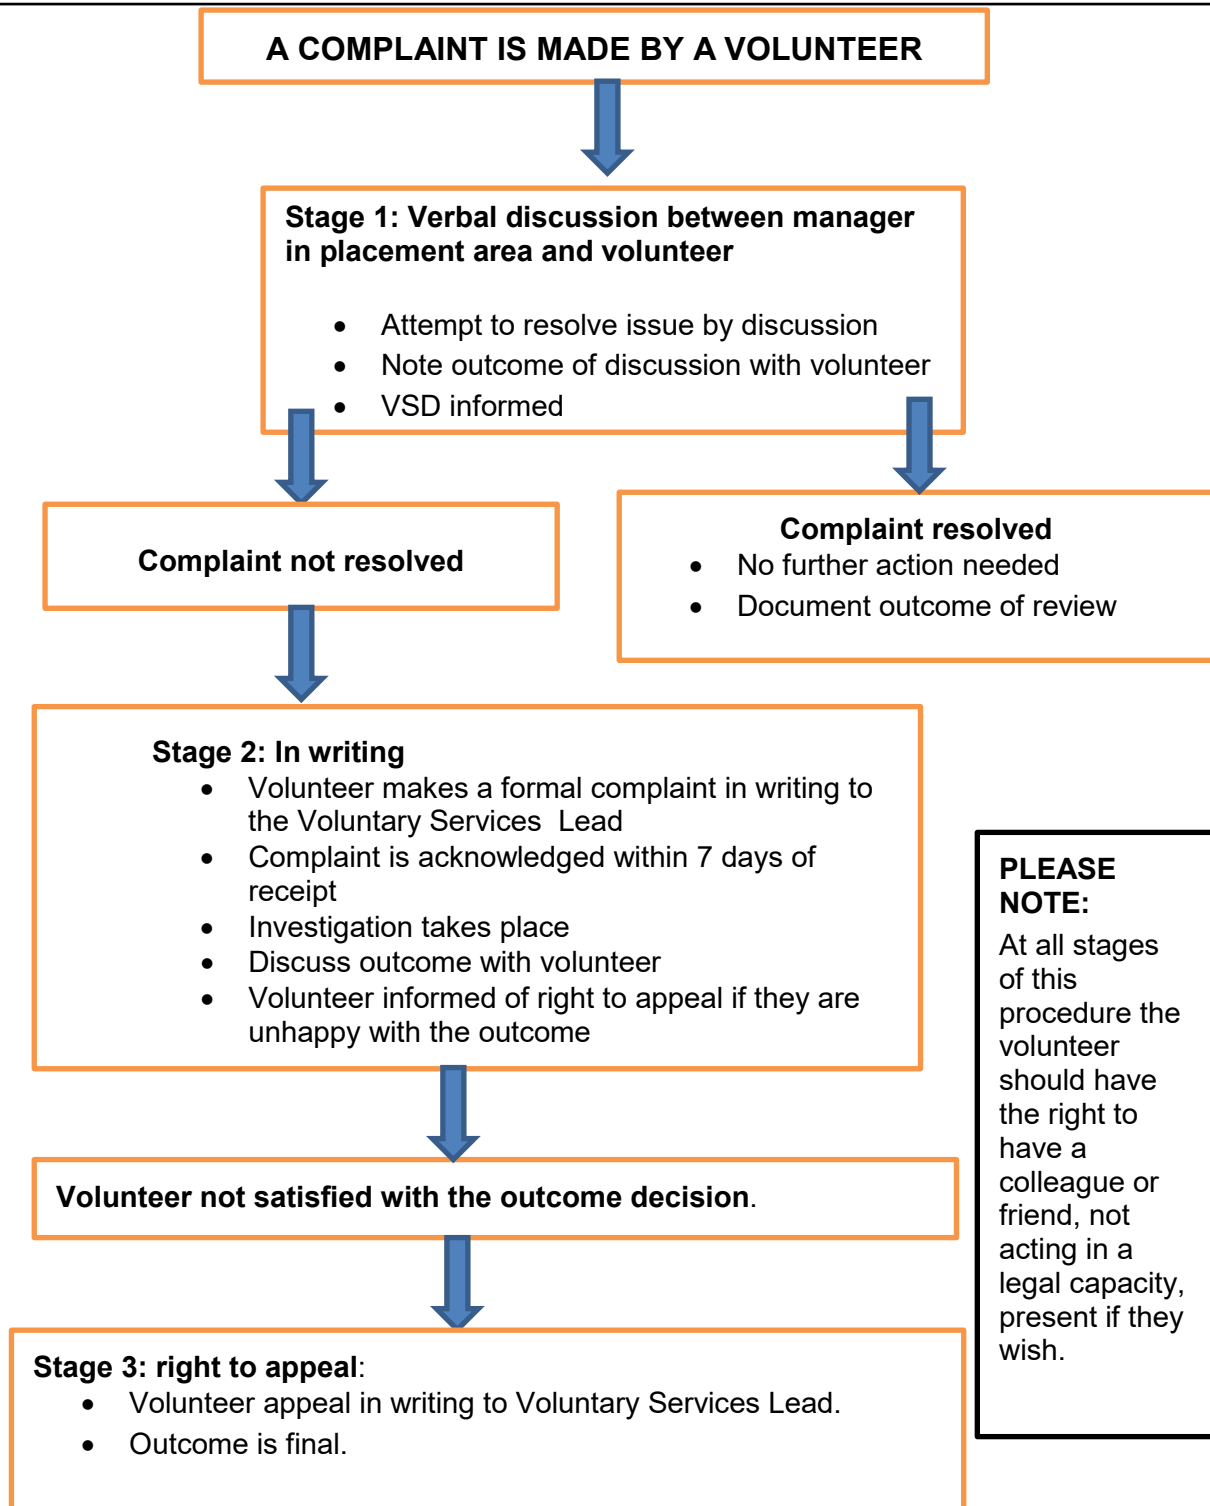 A COMPLAINT IS MADE BY A VOLUNTEER
Stage 1: Verbal discussion between manager
in placement area and volunteer
• Attempt to resolve issue by discussion
• Note outcome of discussion with volunteer
• VSD informed
Complaint not resolved
Complaint resolved
• No further action needed
• Document outcome of review
Stage 2: In writing
• Volunteer makes a formal complaint in writing to
the Voluntary Services  Lead
• Complaint is acknowledged within 7 days of
receipt
• Investigation takes place
• Discuss outcome with volunteer
• Volunteer informed of right to appeal if they are
unhappy with the outcome
PLEASE
NOTE:
At all stages
of this
procedure the
volunteer
should have
the right to
have a
colleague or
friend, not
acting in a
legal capacity,
present if they
wish.
Volunteer not satisfied with the outcome decision.
Stage 3: right to appeal:
• Volunteer appeal in writing to Voluntary Services Lead.
• Outcome is final.